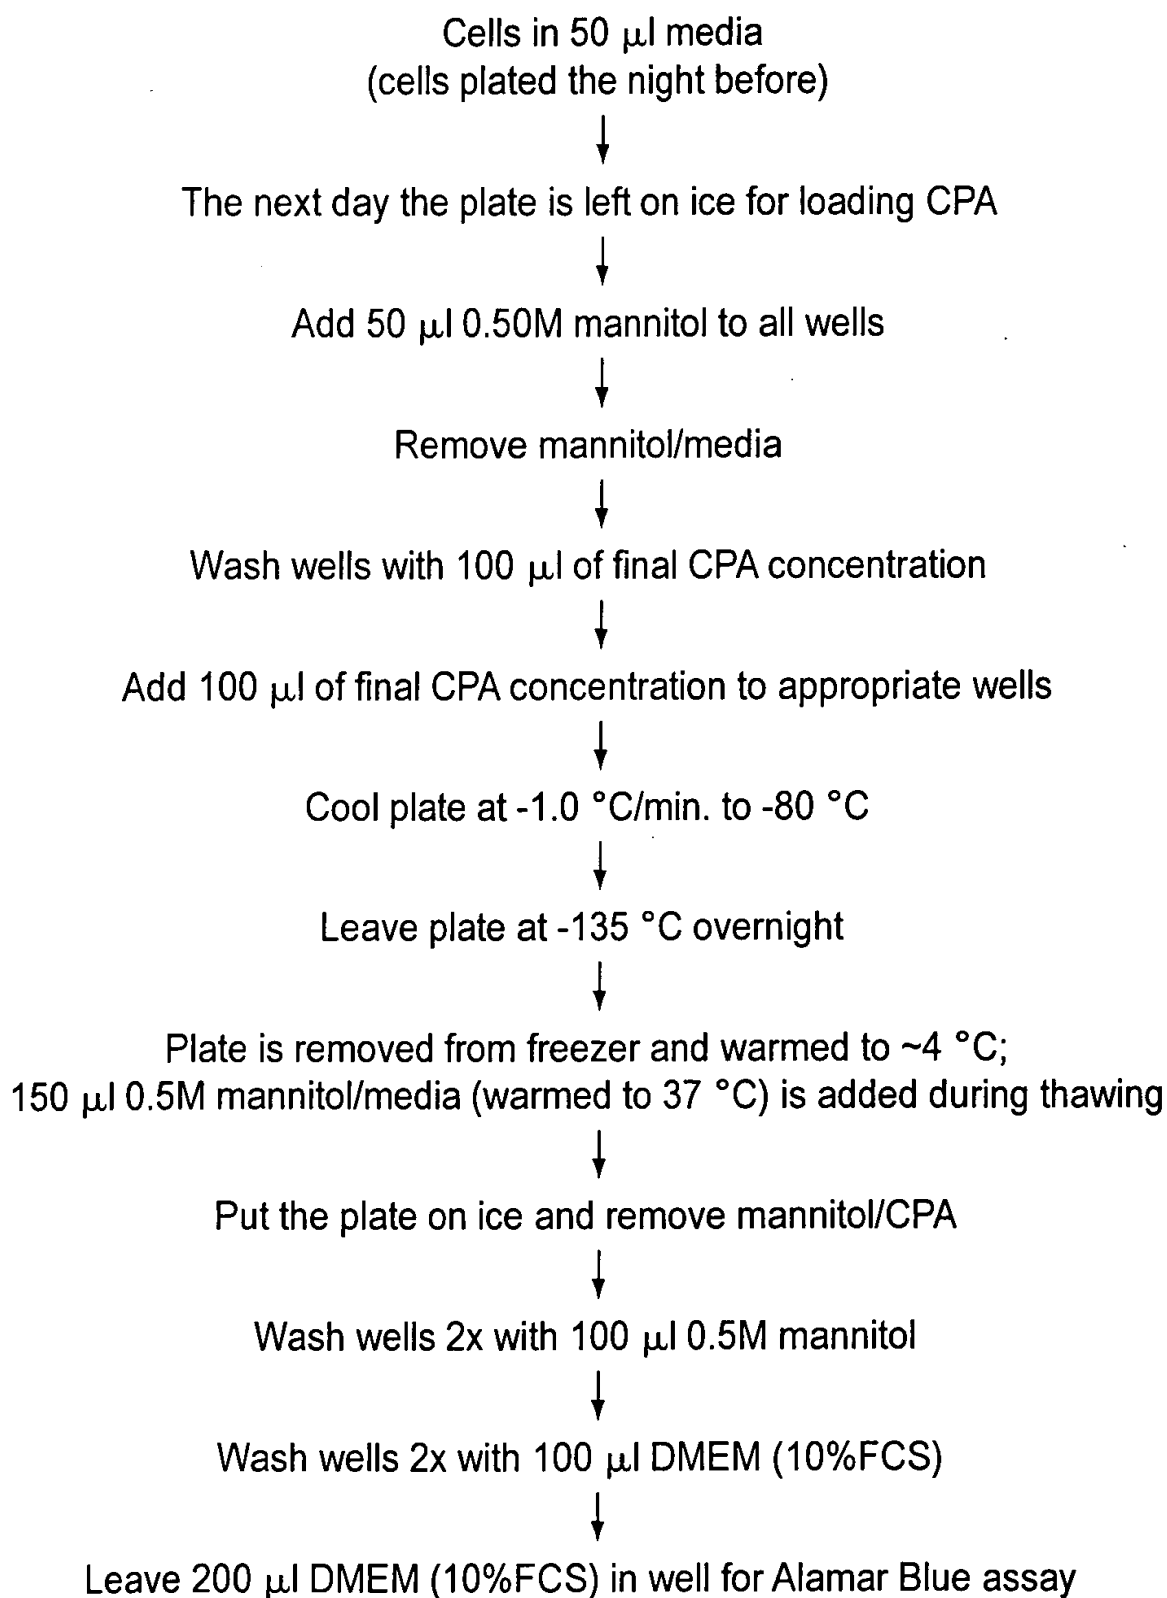 Cells in 50 μl media
(cells plated the night before)
The next day the plate is left on ice for loading CPA
Add 50 μl 0.50M mannitol to all wells
Remove mannitol/media
Wash wells with 100 μl of final CPA concentration
Add 100 μl of final CPA concentration to appropriate wells
Cool plate at -1.0 °C/min. to -80 °C
Leave plate at -135 °C overnight
Plate is removed from freezer and warmed to ~4 °C;
150 μl 0.5M mannitol/media (warmed to 37 °C) is added during thawing
Put the plate on ice and remove mannitol/CPA
Wash wells 2x with 100 μl 0.5M mannitol
Wash wells 2x with 100 μl DMEM (10%FCS)
Leave 200 μl DMEM (10%FCS) in well for Alamar Blue assay